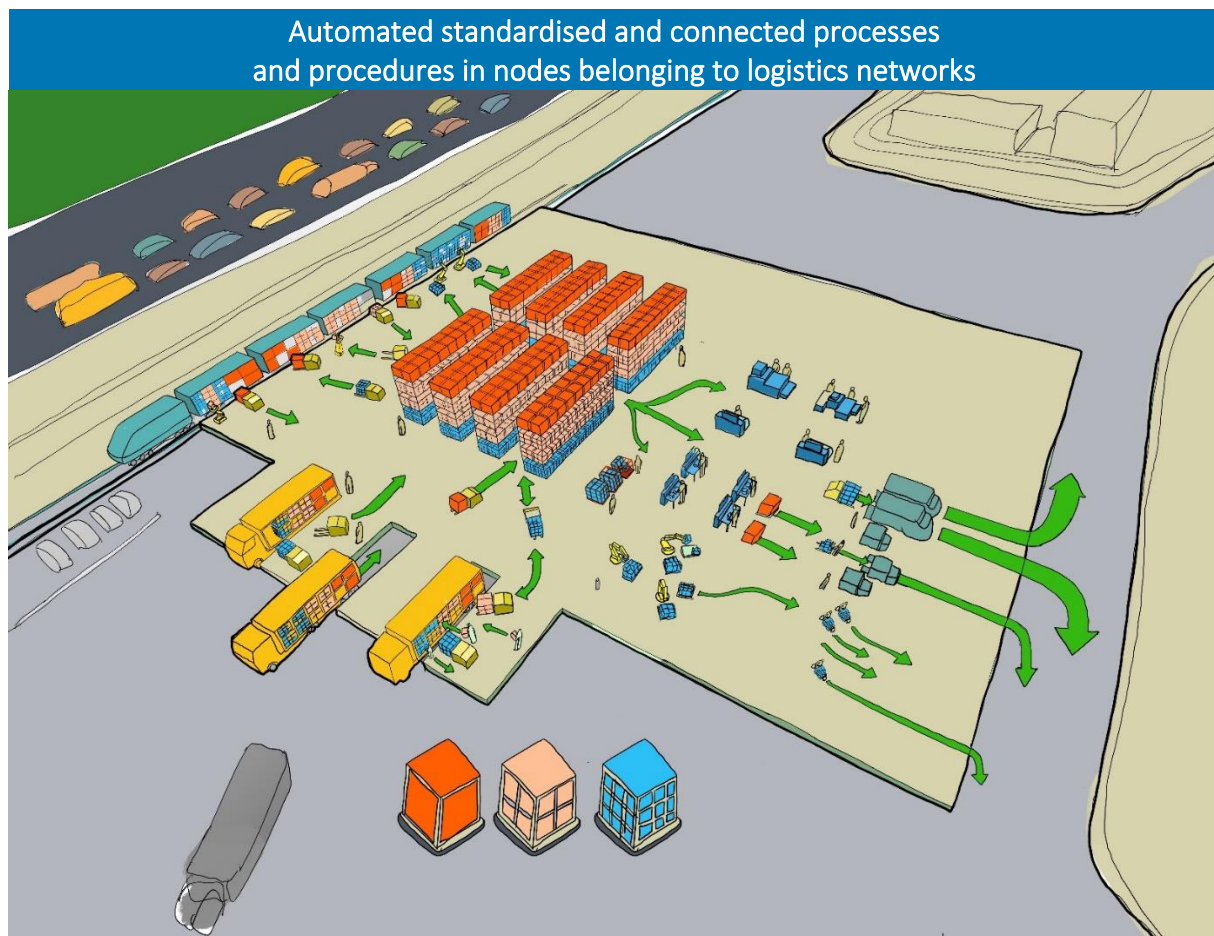 Automated standardised and connected processes
and procedures in nodes belonging to logistics networks